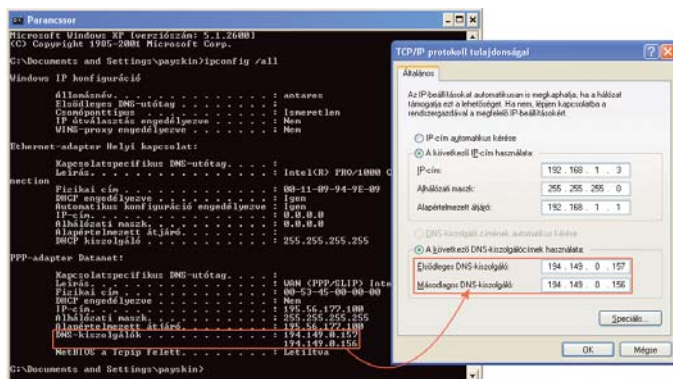 Parancssor
Microsoft Windows XP [verziószám: 5.1.2600]
(C) Copyright 1985-2001 Microsoft Corp.
C:\Documents and Settings\payskin>ipconfig /all
Windows IP konfiguráció
Állomásnév. . . . . . . . . . . . : antares
Elsődleges DNS-utótag . . . . . . :
Csomóponttípus . . . . . . . . . : Ismeretlen
IP útválasztás engedélyezve . . . : Nem
WINS-proxy engedélyezve . . . . . : Nem
Ethernet-adapter Helyi kapcsolat:
Kapcsolatspecifikus DNS-utótag. . :
Leírás. . . . . . . . . . . . . . : Intel(R) PRO/1000 C
nection
Fizikai cím . . . . . . . . . . . : 00-11-09-94-9E-09
DHCP engedélyezve . . . . . . . . : Igen
Automatikus konfiguráció engedélyezve : Igen
IP-cím. . . . . . . . . . . . . . : 0.0.0.0
Alhálózati maszk. . . . . . . . . : 0.0.0.0
Alapértelmezett átjáró. . . . . . :
DHCP kiszolgáló . . . . . . . . . : 255.255.255.255
PPP-adapter Datanet:
Kapcsolatspecifikus DNS-utótag. . :
Leírás. . . . . . . . . . . . . . : WAN (PPP/SLIP) Inte
Fizikai cím . . . . . . . . . . . : 00-53-45-00-00-00
DHCP engedélyezve . . . . . . . . : Nem
IP-cím. . . . . . . . . . . . . . : 195.56.177.100
Alhálózati maszk. . . . . . . . . : 255.255.255.255
Alapértelmezett átjáró. . . . . . : 195.56.177.100
DNS-kiszolgálók . . . . . . . . . : 194.149.0.157
194.149.0.156
NetBIOS a Tcpip felett. . . . . . : Letiltva
C:\Documents and Settings\payskin>
TCP/IP protokoll tulajdonságai
Általános
Az IP-beállításokat automatikusan is megkaphatja, ha a hálózat
támogatja ezt a lehetőséget. Ha nem, lépjen kapcsolatba a
rendszergazdával a megfelelő IP-beállításokért.
IP-cím automatikus kérése
A következő IP-cím használata:
IP-cím: 192 . 168 . 1 . 3
Alhálózati maszk: 255 . 255 . 255 . 0
Alapértelmezett átjáró: 192 . 168 . 1 . 1
DNS-kiszolgáló címének automatikus kérése
A következő DNS-kiszolgálócímek használata:
Elsődleges DNS-kiszolgáló: 194 . 149 . 0 . 157
Másodlagos DNS-kiszolgáló: 194 . 149 . 0 . 156
Speciális...
OK Mégse